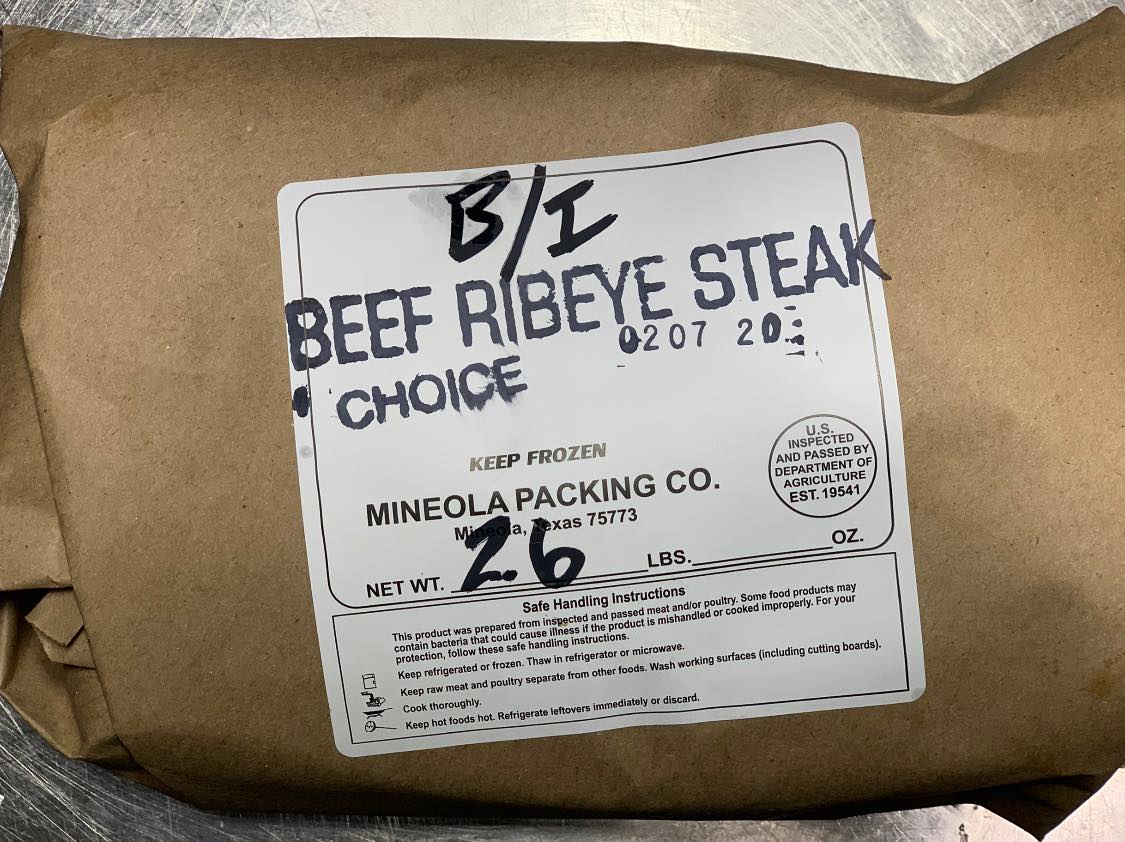 B/I
BEEF RIBEYE STEAK
0207 20
CHOICE
KEEP FROZEN
MINEOLA PACKING CO.
Mineola, Texas 75773
U.S.
INSPECTED
AND PASSED BY
DEPARTMENT OF
AGRICULTURE
EST. 19541
NET WT. 2.6 LBS. OZ.
Safe Handling Instructions
This product was prepared from inspected and passed meat and/or poultry. Some food products may
contain bacteria that could cause illness if the product is mishandled or cooked improperly. For your
protection, follow these safe handling instructions.
Keep refrigerated or frozen. Thaw in refrigerator or microwave.
Keep raw meat and poultry separate from other foods. Wash working surfaces (including cutting boards).
Cook thoroughly.
Keep hot foods hot. Refrigerate leftovers immediately or discard.